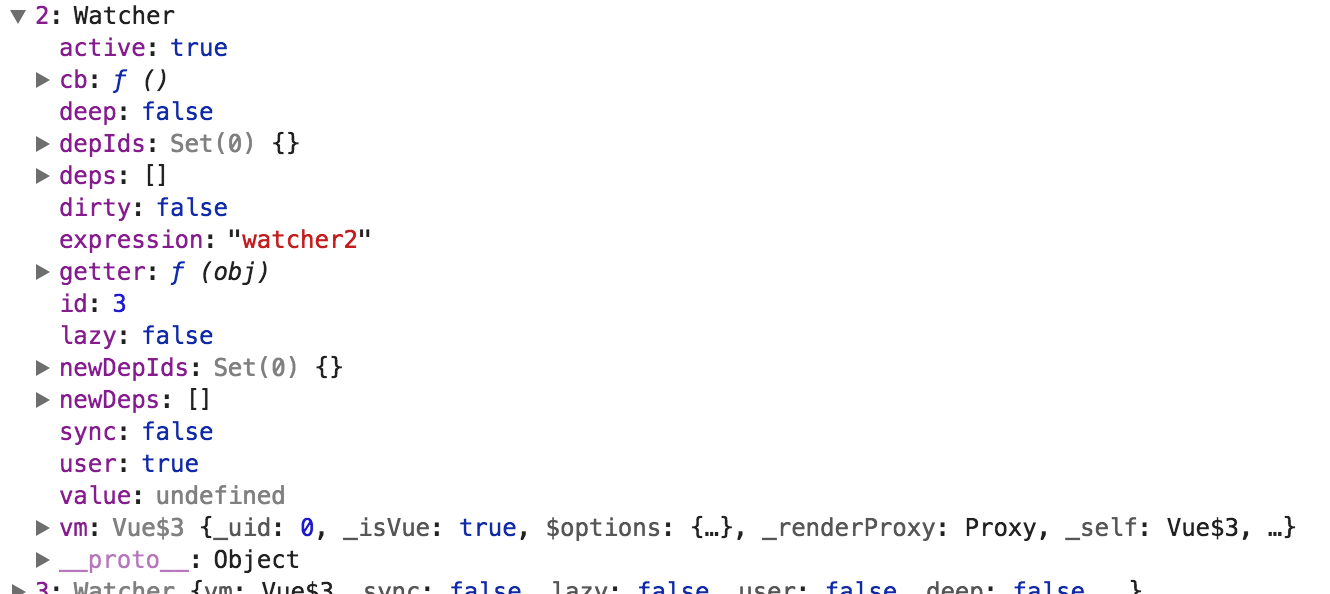 ▼ 2: Watcher
active: true
▶ cb: ƒ ()
deep: false
▶ depIds: Set(0) {}
▶ deps: []
dirty: false
expression: "watcher2"
▶ getter: ƒ (obj)
id: 3
lazy: false
▶ newDepIds: Set(0) {}
▶ newDeps: []
sync: false
user: true
value: undefined
▶ vm: Vue$3 {_uid: 0, _isVue: true, $options: {…}, _renderProxy: Proxy, _self: Vue$3, …}
▶ __proto__: Object
▶ 3: Watcher {vm: Vue$3, sync: false, lazy: false, user: false, deep: false, …}